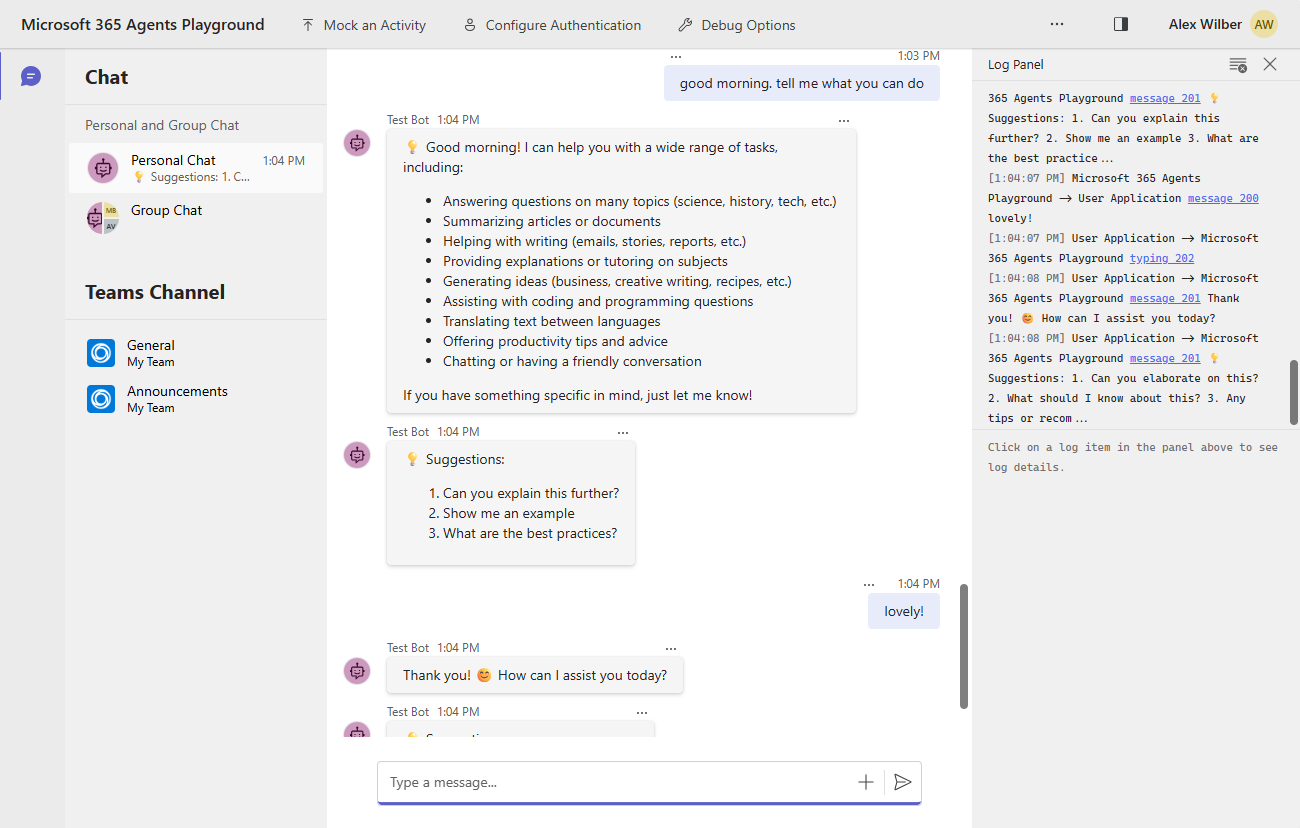 Microsoft 365 Agents Playground
Mock an Activity
Configure Authentication
Debug Options
...
Alex Wilber
AW
Chat
Personal and Group Chat
Personal Chat
1:04 PM
💡 Suggestions: 1. C...
Group Chat
MB
AV
Teams Channel
General
My Team
Announcements
My Team
... 1:03 PM
good morning. tell me what you can do
Test Bot 1:04 PM ...
💡 Good morning! I can help you with a wide range of tasks,
including:
• Answering questions on many topics (science, history, tech, etc.)
• Summarizing articles or documents
• Helping with writing (emails, stories, reports, etc.)
• Providing explanations or tutoring on subjects
• Generating ideas (business, creative writing, recipes, etc.)
• Assisting with coding and programming questions
• Translating text between languages
• Offering productivity tips and advice
• Chatting or having a friendly conversation
If you have something specific in mind, just let me know!
Test Bot 1:04 PM ...
💡 Suggestions:
1. Can you explain this further?
2. Show me an example
3. What are the best practices?
... 1:04 PM
lovely!
Test Bot 1:04 PM ...
Thank you! 😊 How can I assist you today?
Test Bot 1:04 PM ...
Type a message...
Log Panel
365 Agents Playground message 201 💡
Suggestions: 1. Can you explain this
further? 2. Show me an example 3. What are
the best practice...
[1:04:07 PM] Microsoft 365 Agents
Playground → User Application message 200
lovely!
[1:04:07 PM] User Application → Microsoft
365 Agents Playground typing 202
[1:04:08 PM] User Application → Microsoft
365 Agents Playground message 201 Thank
you! 😊 How can I assist you today?
[1:04:08 PM] User Application → Microsoft
365 Agents Playground message 201 💡
Suggestions: 1. Can you elaborate on this?
2. What should I know about this? 3. Any
tips or recom...
Click on a log item in the panel above to see
log details.